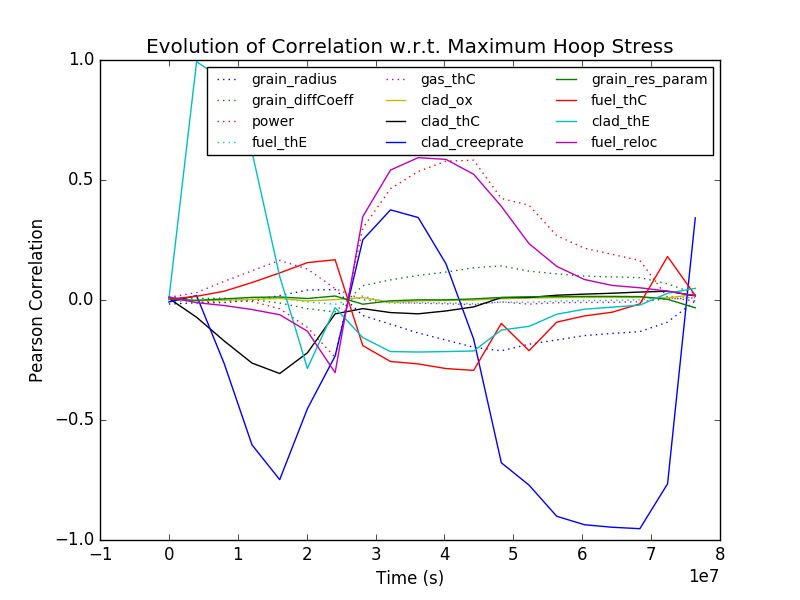 Evolution of Correlation w.r.t. Maximum Hoop Stress
grain_radius
grain_diffCoeff
power
fuel_thE
gas_thC
clad_ox
clad_thC
clad_creeprate
grain_res_param
fuel_thC
clad_thE
fuel_reloc
1.0
0.5
0.0
−0.5
−1.0
Pearson Correlation
−1 0 1 2 3 4 5 6 7 8
1e7
Time (s)